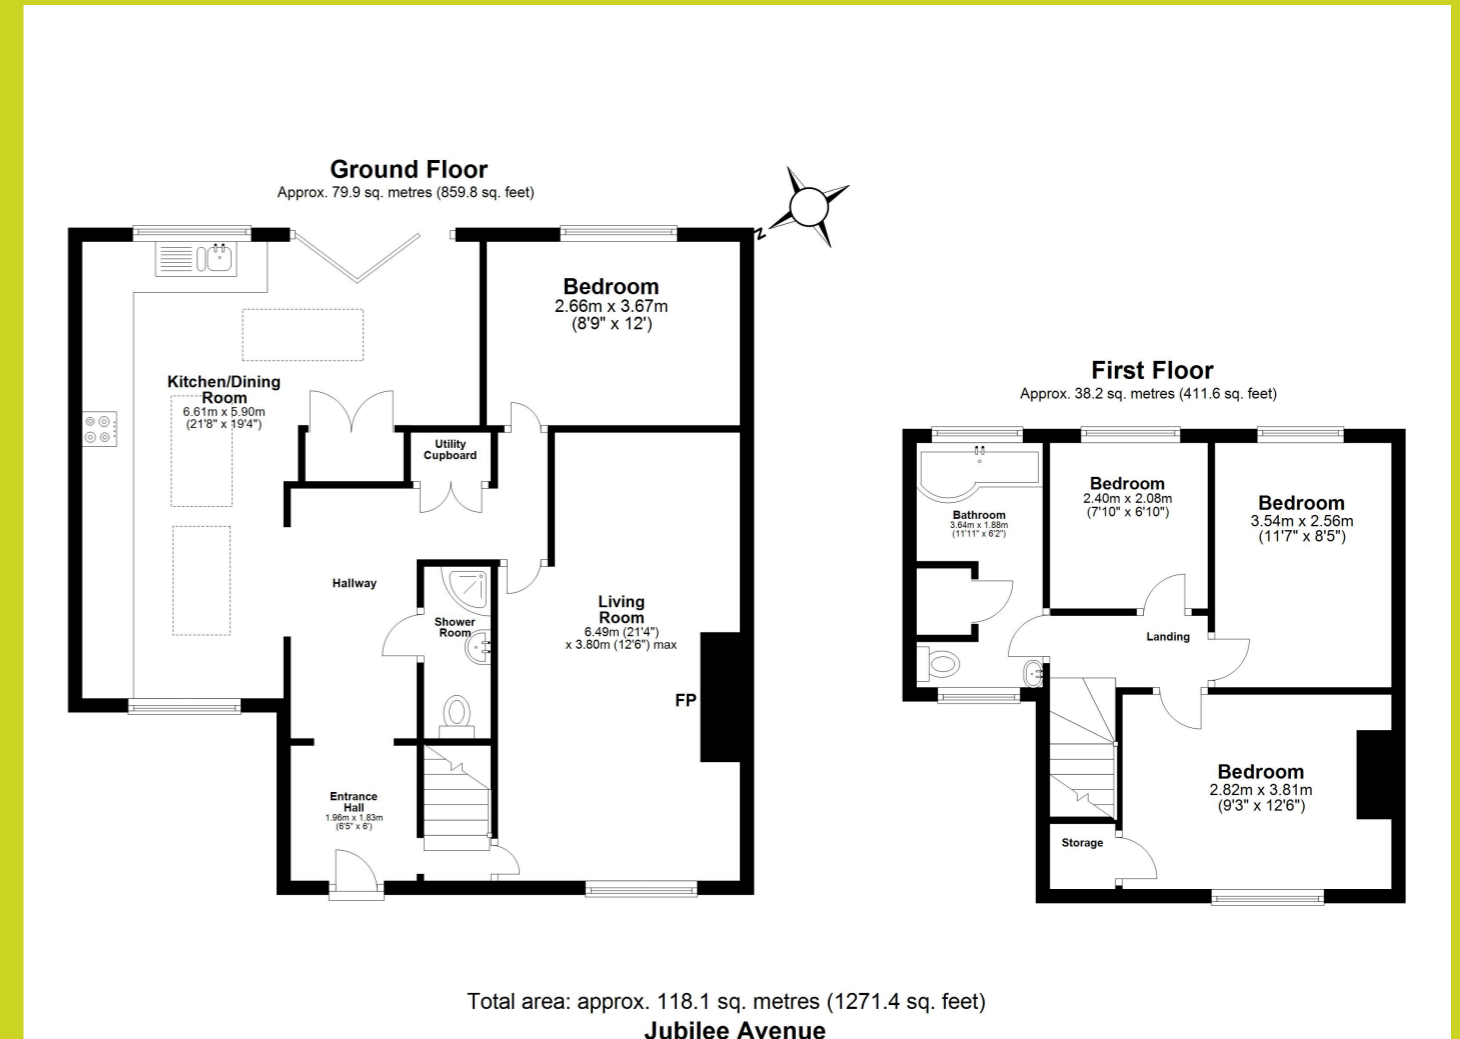 Ground Floor
Approx. 79.9 sq. metres (859.8 sq. feet)
N
Bedroom
2.66m x 3.67m
(8'9" x 12')
Kitchen/Dining
Room
6.61m x 5.90m
(21'8" x 19'4")
Utility
Cupboard
Hallway
Shower
Room
Living
Room
6.49m (21'4")
x 3.80m (12'6") max
FP
Entrance
Hall
1.96m x 1.83m
(6'5" x 6')
First Floor
Approx. 38.2 sq. metres (411.6 sq. feet)
Bathroom
3.64m x 1.88m
(11'11" x 6'2")
Bedroom
2.40m x 2.08m
(7'10" x 6'10")
Bedroom
3.54m x 2.56m
(11'7" x 8'5")
Landing
Bedroom
2.82m x 3.81m
(9'3" x 12'6")
Storage
Total area: approx. 118.1 sq. metres (1271.4 sq. feet)
Jubilee Avenue